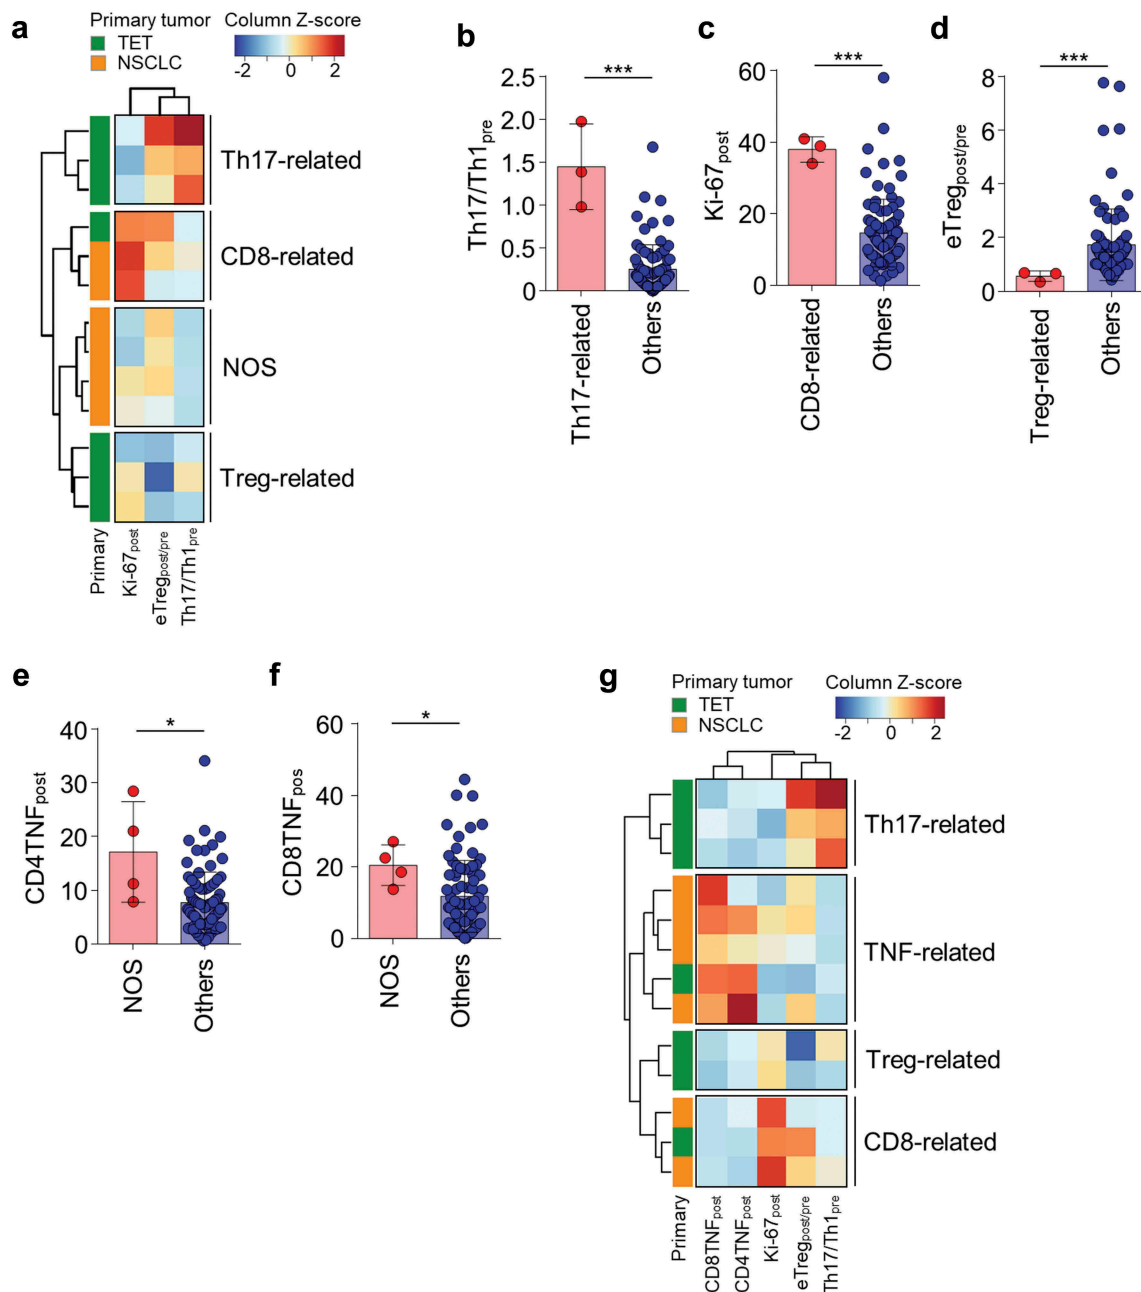 a
Primary tumor
TET
NSCLC
Column Z-score
-2 0 2
Th17-related
CD8-related
NOS
Treg-related
Primary
Ki-67post
eTregpost/pre
Th17/Th1pre
b
***
Th17/Th1pre
2.5
2.0
1.5
1.0
0.5
0
Th17-related
Others
c
***
Ki-67post
60
40
20
0
CD8-related
Others
d
***
eTregpost/pre
8
6
4
2
0
Treg-related
Others
e
*
CD4TNFpost
40
30
20
10
0
NOS
Others
f
*
CD8TNFpos
60
40
20
0
NOS
Others
g
Primary tumor
TET
NSCLC
Column Z-score
-2 0 2
Th17-related
TNF-related
Treg-related
CD8-related
Primary
CD8TNFpost
CD4TNFpost
Ki-67post
eTregpost/pre
Th17/Th1pre